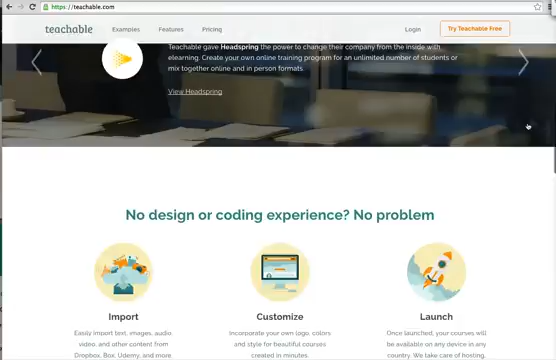 https://teachable.com
teachable Examples Features Pricing Login Try Teachable Free
Teachable gave Headspring the power to change their company from the inside with
elearning. Create your own online training program for an unlimited number of students or
mix together online and in person formats.
View Headspring
No design or coding experience? No problem
Import
Easily import text, images, audio,
video, and other content from
Dropbox, Box, Udemy, and more
Customize
Incorporate your own logo, colors
and style for beautiful courses
created in minutes.
Launch
Once launched, your courses will
be available on any device in any
country. We take care of hosting.